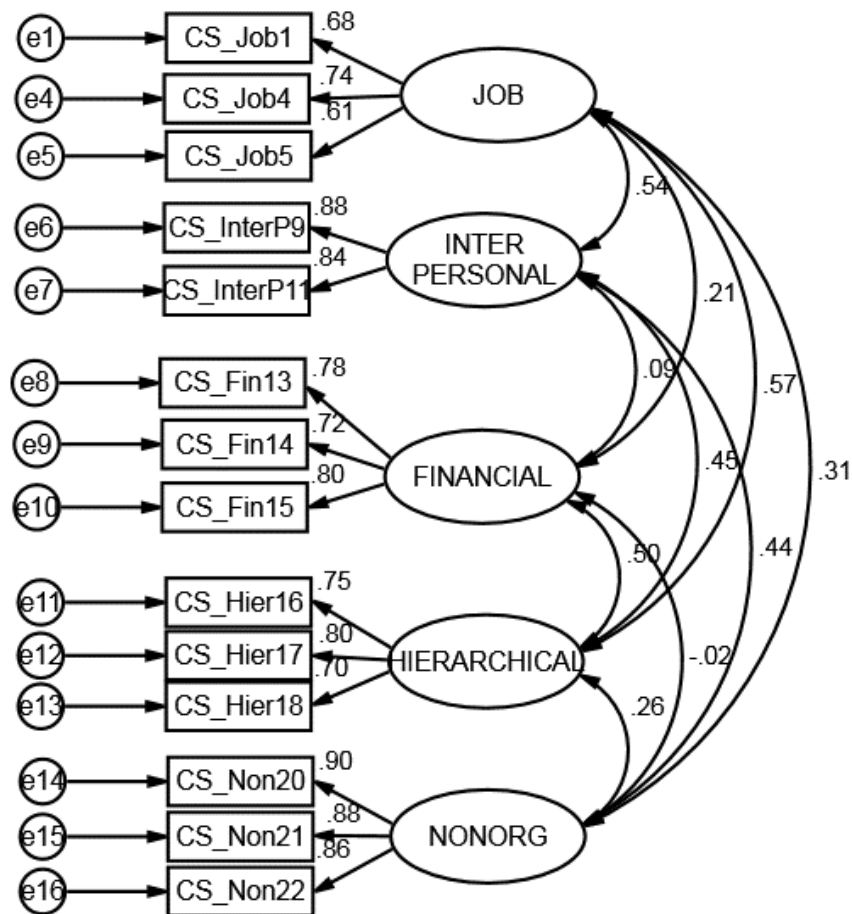 e1
CS_Job1
.68
e4
CS_Job4
.74
e5
CS_Job5
.61
JOB
e6
CS_InterP9
.88
e7
CS_InterP11
.84
INTER
PERSONAL
e8
CS_Fin13
.78
e9
CS_Fin14
.72
e10
CS_Fin15
.80
FINANCIAL
e11
CS_Hier16
.75
e12
CS_Hier17
.80
e13
CS_Hier18
.70
HIERARCHICAL
e14
CS_Non20
.90
e15
CS_Non21
.88
e16
CS_Non22
.86
NONORG
.54
.21
.09
.57
.45
.31
.50
.44
-.02
.26